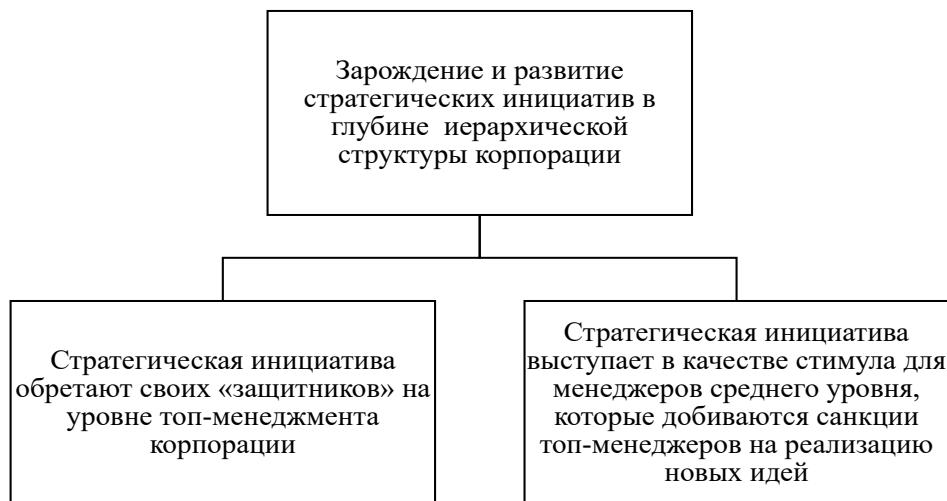 Зарождение и развитие
стратегических инициатив в
глубине иерархической
структуры корпорации
Стратегическая инициатива
обретают своих «защитников» на
уровне топ-менеджмента
корпорации
Стратегическая инициатива
выступает в качестве стимула для
менеджеров среднего уровня,
которые добиваются санкции
топ-менеджеров на реализацию
новых идей